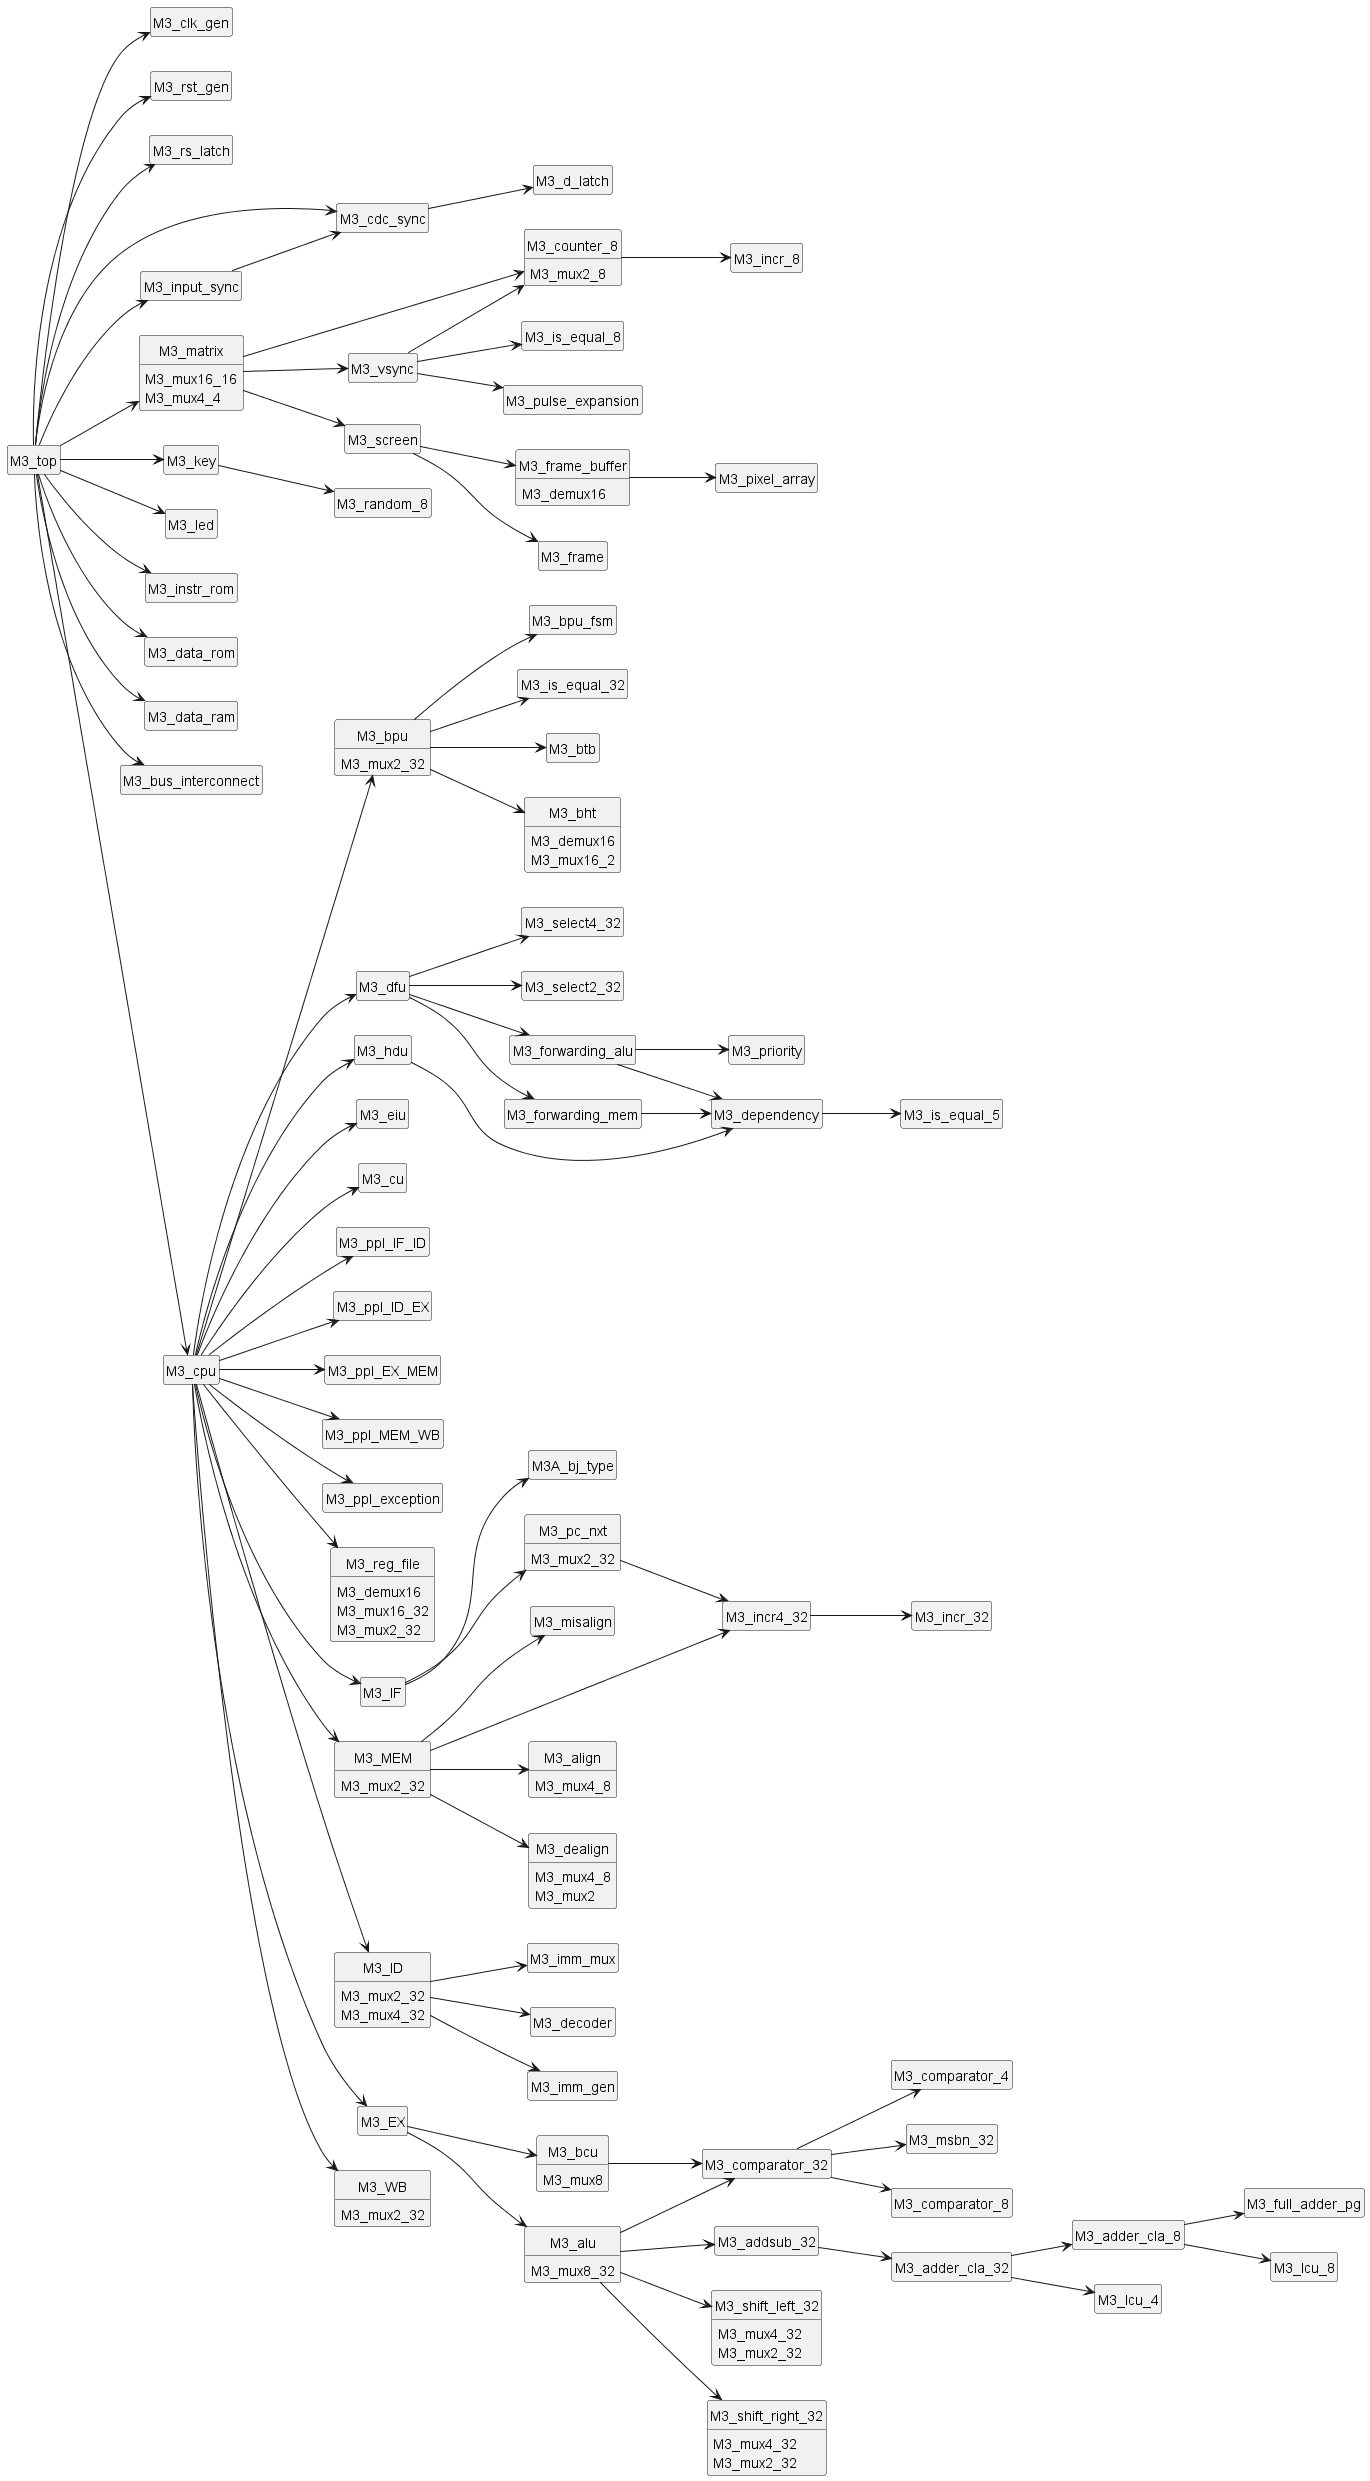 M3_clk_gen
M3_rst_gen
M3_rs_latch
M3_d_latch
M3_cdc_sync
M3_counter_8
M3_mux2_8
M3_incr_8
M3_input_sync
M3_is_equal_8
M3_matrix
M3_mux16_16
M3_mux4_4
M3_vsync
M3_pulse_expansion
M3_screen
M3_top
M3_key
M3_frame_buffer
M3_demux16
M3_pixel_array
M3_random_8
M3_led
M3_frame
M3_instr_rom
M3_bpu_fsm
M3_data_rom
M3_is_equal_32
M3_data_ram
M3_bpu
M3_mux2_32
M3_btb
M3_bus_interconnect
M3_bht
M3_demux16
M3_mux16_2
M3_select4_32
M3_dfu
M3_select2_32
M3_hdu
M3_forwarding_alu
M3_priority
M3_eiu
M3_forwarding_mem
M3_dependency
M3_is_equal_5
M3_cu
M3_ppl_IF_ID
M3_ppl_ID_EX
M3_cpu
M3_ppl_EX_MEM
M3_ppl_MEM_WB
M3A_bj_type
M3_ppl_exception
M3_pc_nxt
M3_mux2_32
M3_reg_file
M3_demux16
M3_mux16_32
M3_mux2_32
M3_misalign
M3_incr4_32
M3_incr_32
M3_IF
M3_MEM
M3_mux2_32
M3_align
M3_mux4_8
M3_dealign
M3_mux4_8
M3_mux2
M3_ID
M3_mux2_32
M3_mux4_32
M3_imm_mux
M3_decoder
M3_imm_gen
M3_comparator_4
M3_EX
M3_bcu
M3_mux8
M3_comparator_32
M3_msbn_32
M3_WB
M3_mux2_32
M3_comparator_8
M3_full_adder_pg
M3_alu
M3_mux8_32
M3_addsub_32
M3_adder_cla_32
M3_adder_cla_8
M3_lcu_8
M3_lcu_4
M3_shift_left_32
M3_mux4_32
M3_mux2_32
M3_shift_right_32
M3_mux4_32
M3_mux2_32